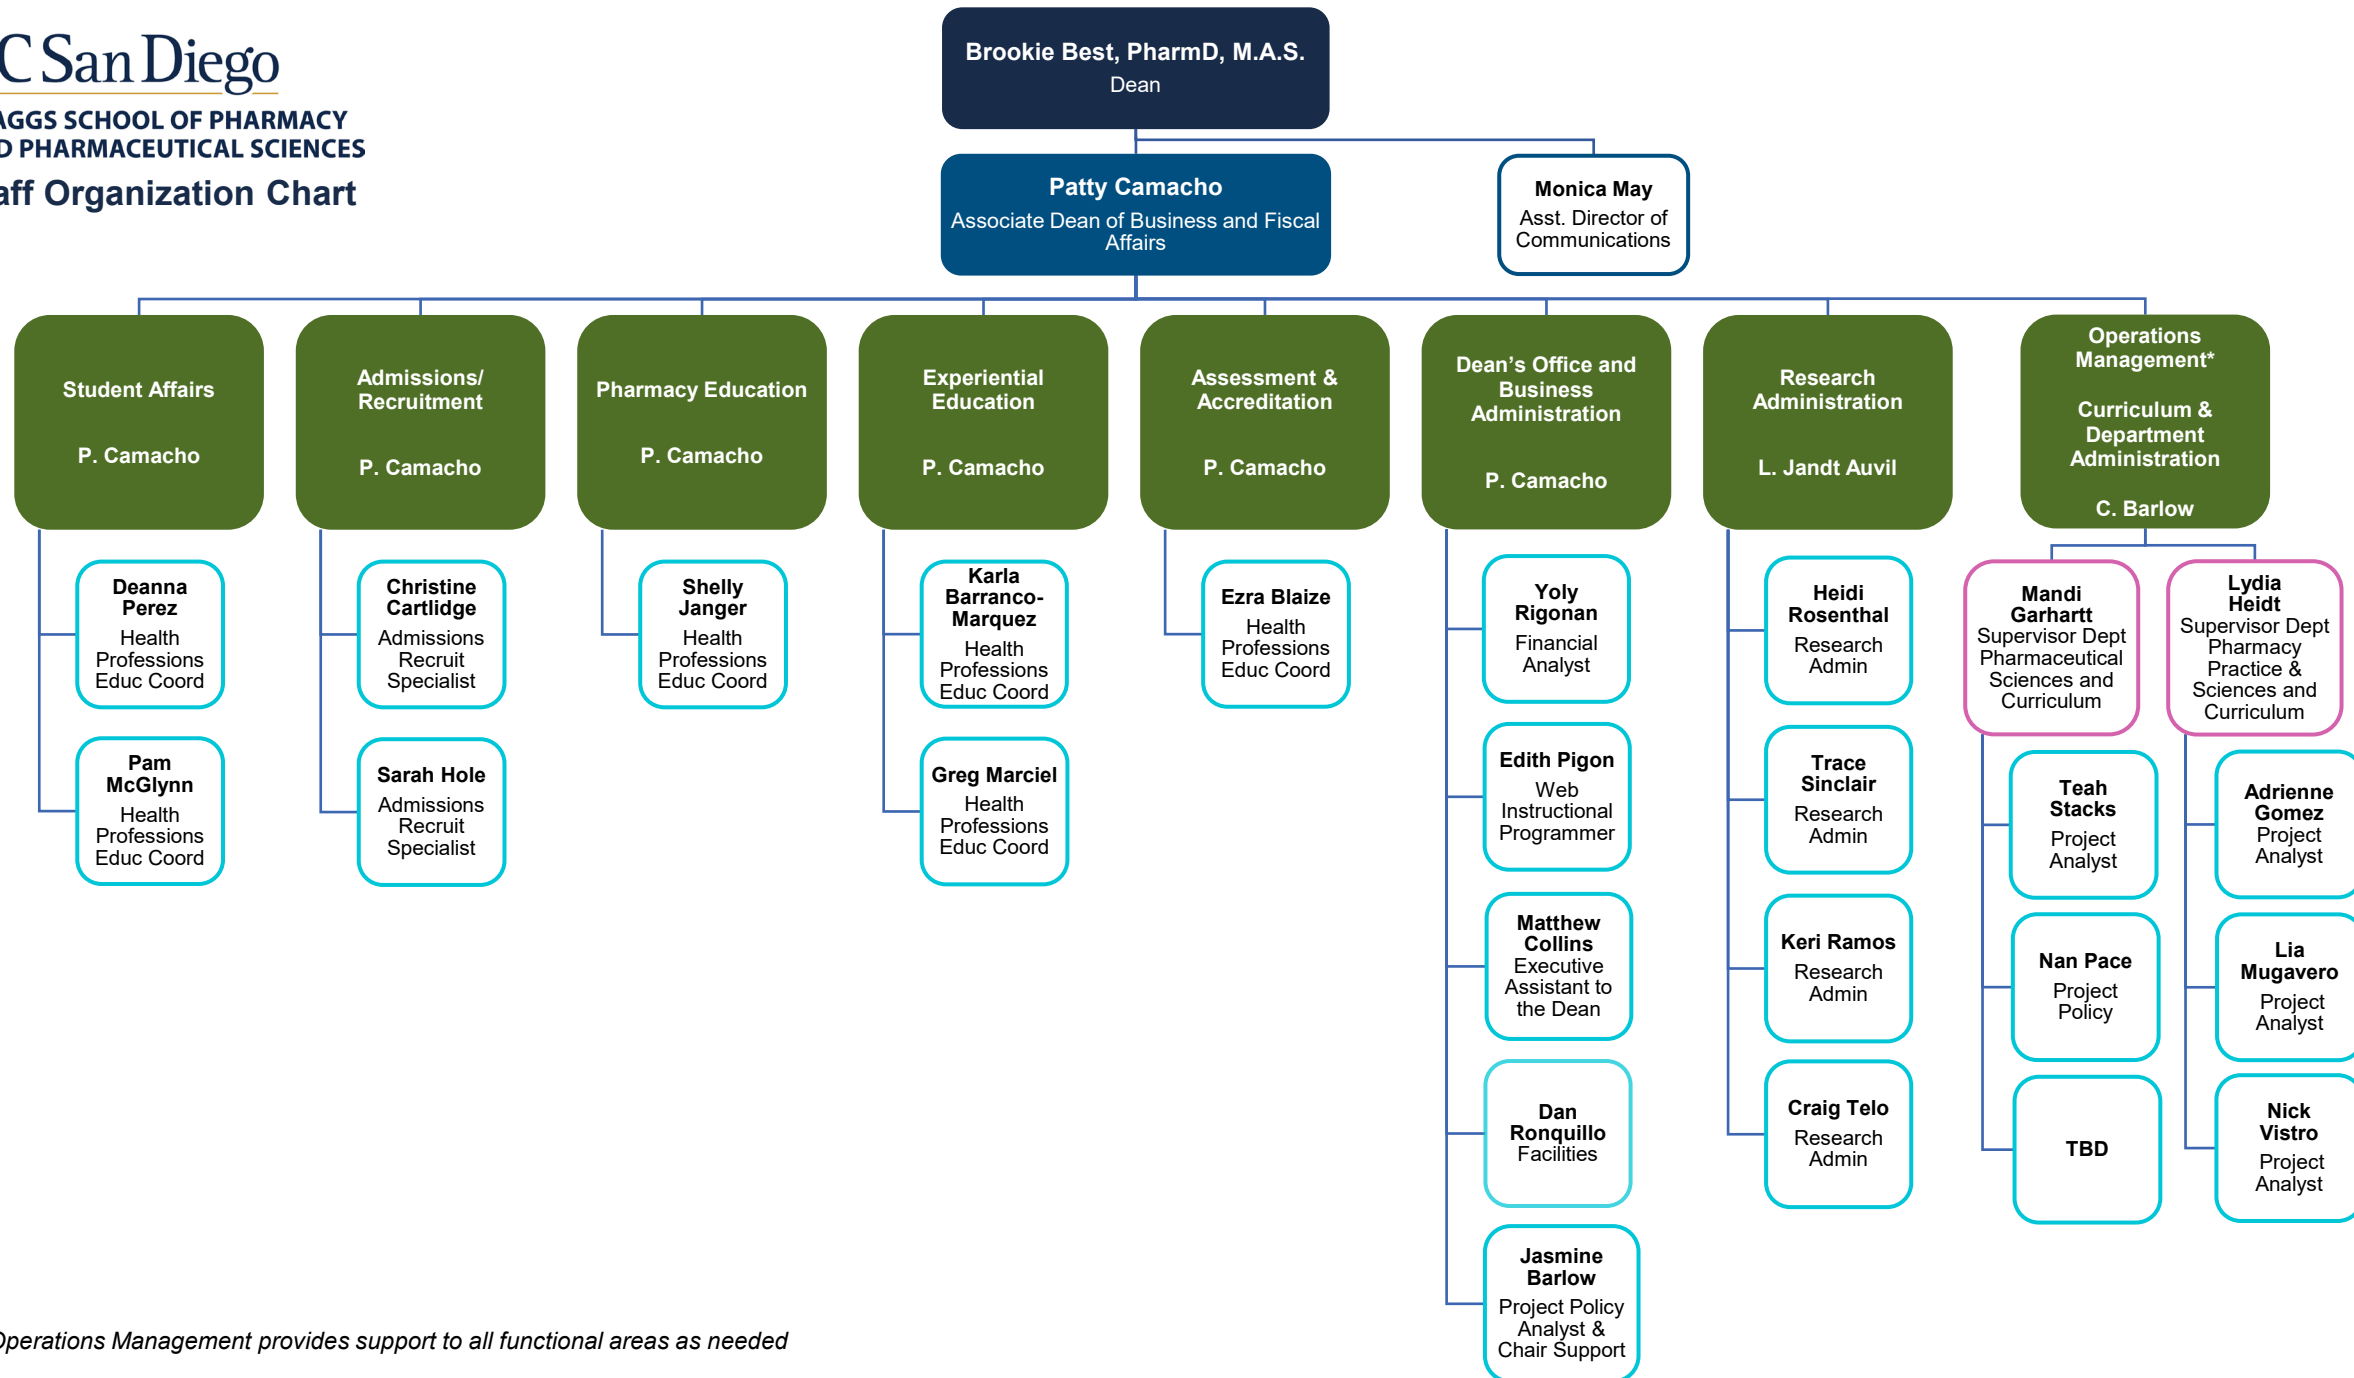 C San Diego
AGGS SCHOOL OF PHARMACY
D PHARMACEUTICAL SCIENCES
aff Organization Chart
Brookie Best, PharmD, M.A.S.
Dean
Patty Camacho
Associate Dean of Business and Fiscal
Affairs
Monica May
Asst. Director of
Communications
Student Affairs
P. Camacho
Admissions/
Recruitment
P. Camacho
Pharmacy Education
P. Camacho
Experiential
Education
P. Camacho
Assessment &
Accreditation
P. Camacho
Dean’s Office and
Business
Administration
P. Camacho
Research
Administration
L. Jandt Auvil
Operations
Management*
Curriculum &
Department
Administration
C. Barlow
Deanna
Perez
Health
Professions
Educ Coord
Pam
McGlynn
Health
Professions
Educ Coord
Christine
Cartlidge
Admissions
Recruit
Specialist
Sarah Hole
Admissions
Recruit
Specialist
Shelly
Janger
Health
Professions
Educ Coord
Karla
Barranco-
Marquez
Health
Professions
Educ Coord
Greg Marciel
Health
Professions
Educ Coord
Ezra Blaize
Health
Professions
Educ Coord
Yoly
Rigonan
Financial
Analyst
Edith Pigon
Web
Instructional
Programmer
Matthew
Collins
Executive
Assistant to
the Dean
Dan
Ronquillo
Facilities
Jasmine
Barlow
Project Policy
Analyst &
Chair Support
Heidi
Rosenthal
Research
Admin
Trace
Sinclair
Research
Admin
Keri Ramos
Research
Admin
Craig Telo
Research
Admin
Mandi
Garhartt
Supervisor Dept
Pharmaceutical
Sciences and
Curriculum
Teah
Stacks
Project
Analyst
Nan Pace
Project
Policy
TBD
Lydia
Heidt
Supervisor Dept
Pharmacy
Practice &
Sciences and
Curriculum
Adrienne
Gomez
Project
Analyst
Lia
Mugavero
Project
Analyst
Nick
Vistro
Project
Analyst
Operations Management provides support to all functional areas as needed